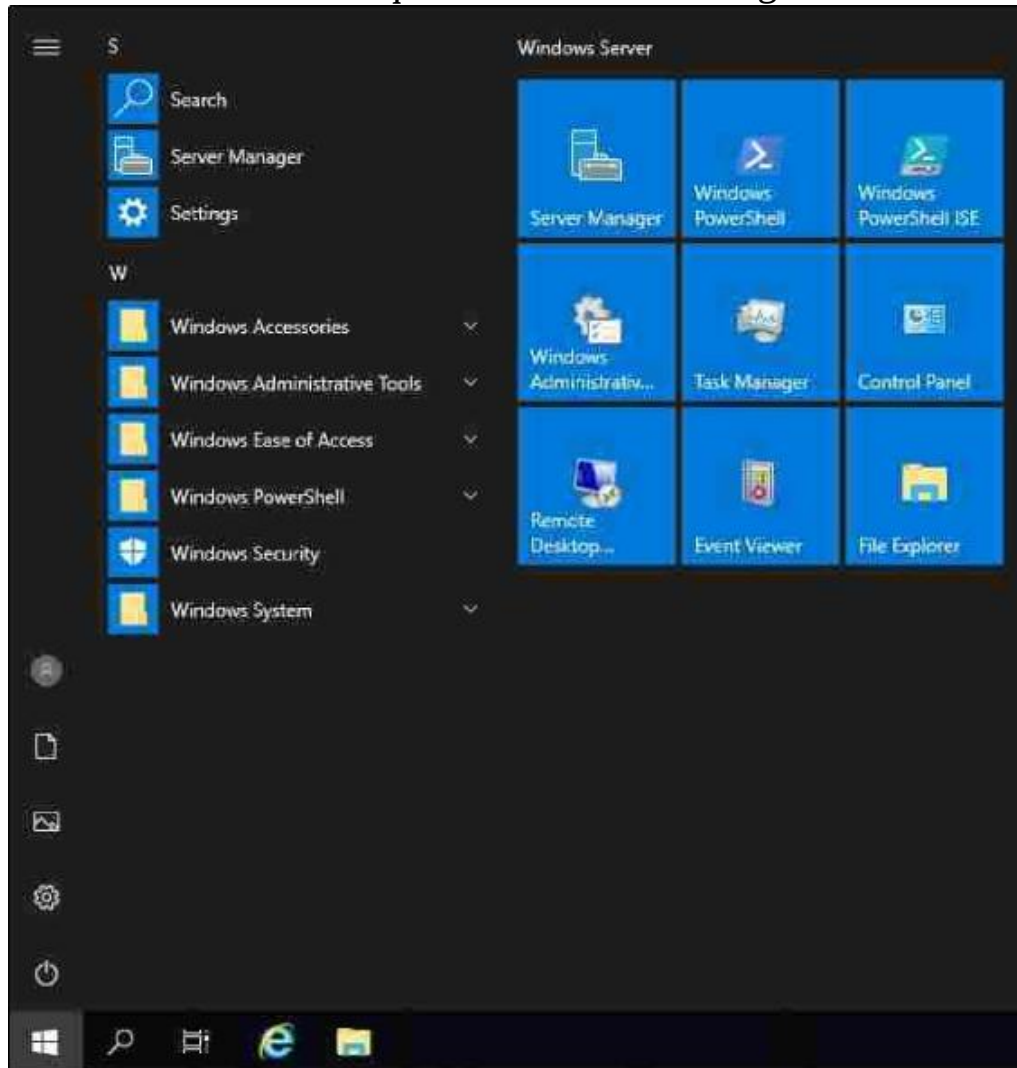 S
Search
Server Manager
Settings
W
Windows Accessories
Windows Administrative Tools
Windows Ease of Access
Windows PowerShell
Windows Security
Windows System
Windows Server
Server Manager
Windows
PowerShell
Windows
PowerShell ISE
Windows
Administrativ...
Task Manager
Control Panel
Remote
Desktop...
Event Viewer
File Explorer